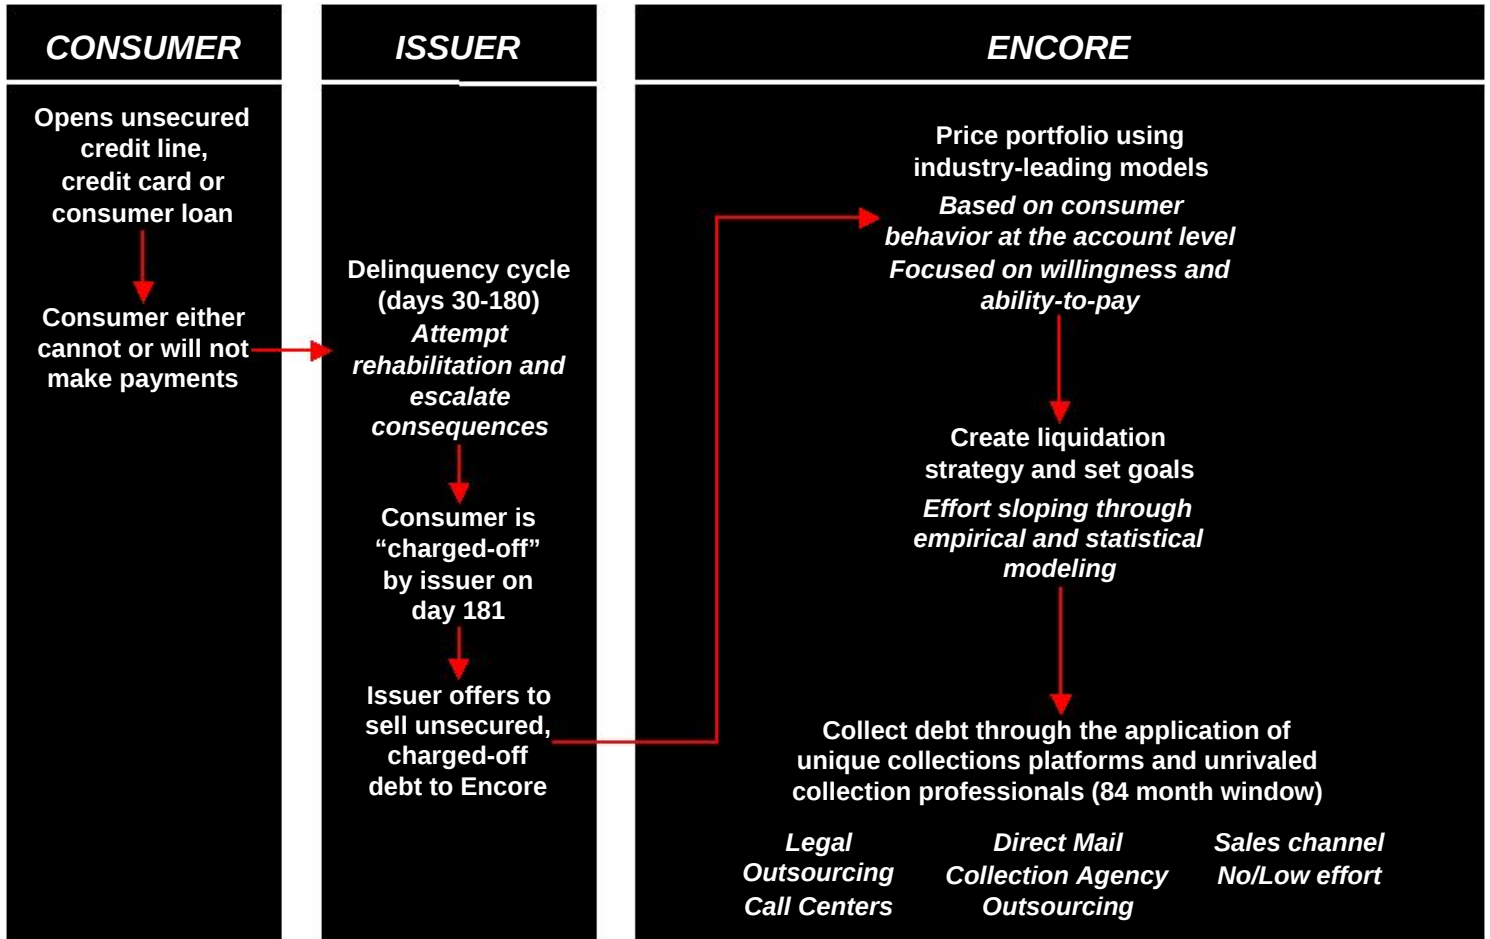 CONSUMER
Opens unsecured
credit line,
credit card or
consumer loan
Consumer either
cannot or will not
make payments
ISSUER
Delinquency cycle
(days 30-180)
Attempt
rehabilitation and
escalate
consequences
Consumer is
“charged-off”
by issuer on
day 181
Issuer offers to
sell unsecured,
charged-off
debt to Encore
ENCORE
Price portfolio using
industry-leading models
Based on consumer
behavior at the account level
Focused on willingness and
ability-to-pay
Create liquidation
strategy and set goals
Effort sloping through
empirical and statistical
modeling
Collect debt through the application of
unique collections platforms and unrivaled
collection professionals (84 month window)
Legal
Outsourcing
Call Centers
Direct Mail
Collection Agency
Outsourcing
Sales channel
No/Low effort